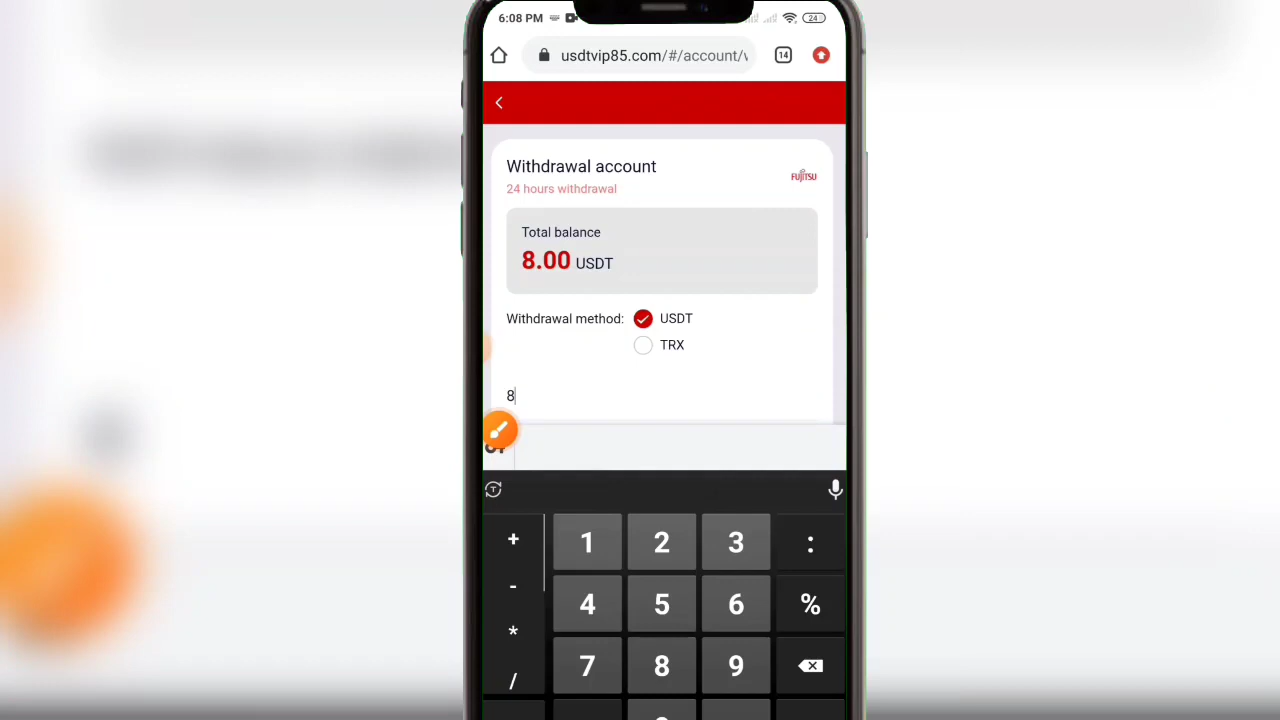 6:08 PM 24
usdtvip85.com/#/account/ 14
Withdrawal account
24 hours withdrawal
FUJITSU
Total balance
8.00 USDT
Withdrawal method: USDT
TRX
8
+ 1 2 3 :
- 4 5 6 %
* 7 8 9
/